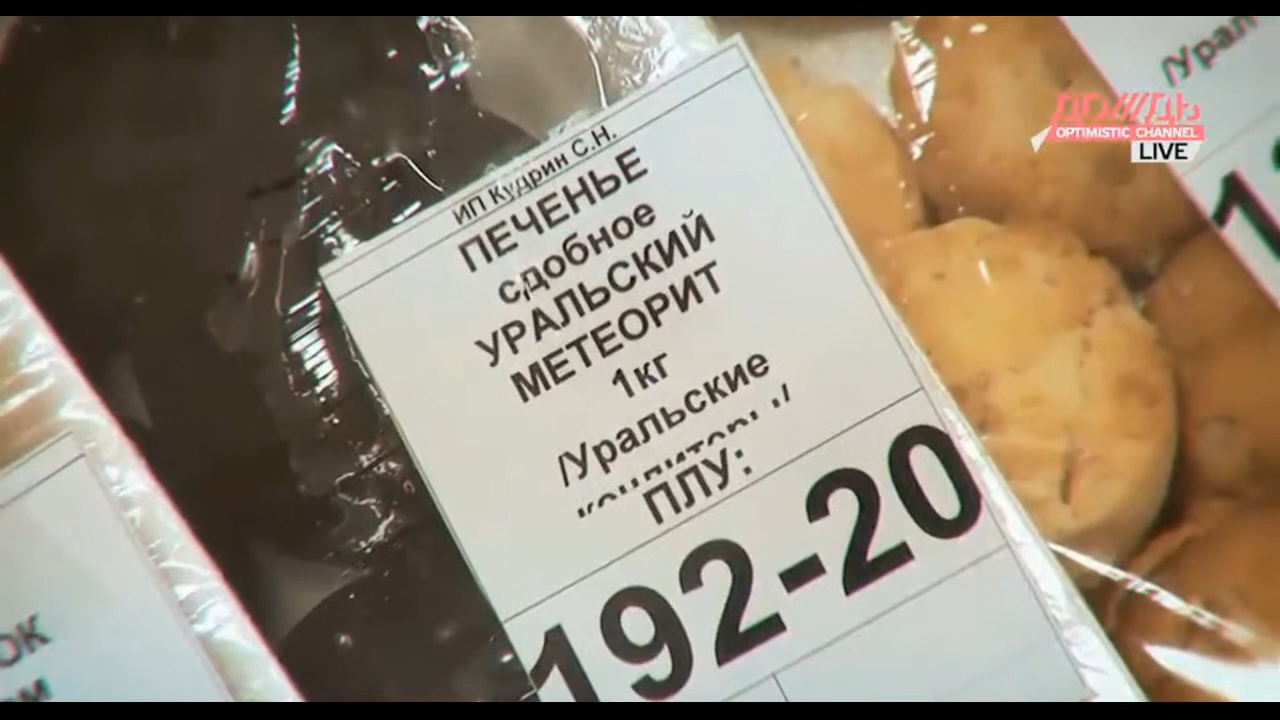 ИП Кудрин С.Н.
ПЕЧЕНЬЕ
сдобное
УРАЛЬСКИЙ
МЕТЕОРИТ
1кг
/Уральские
ПЛУ:
192-20
ДОЖДЬ
OPTIMISTIC CHANNEL
LIVE